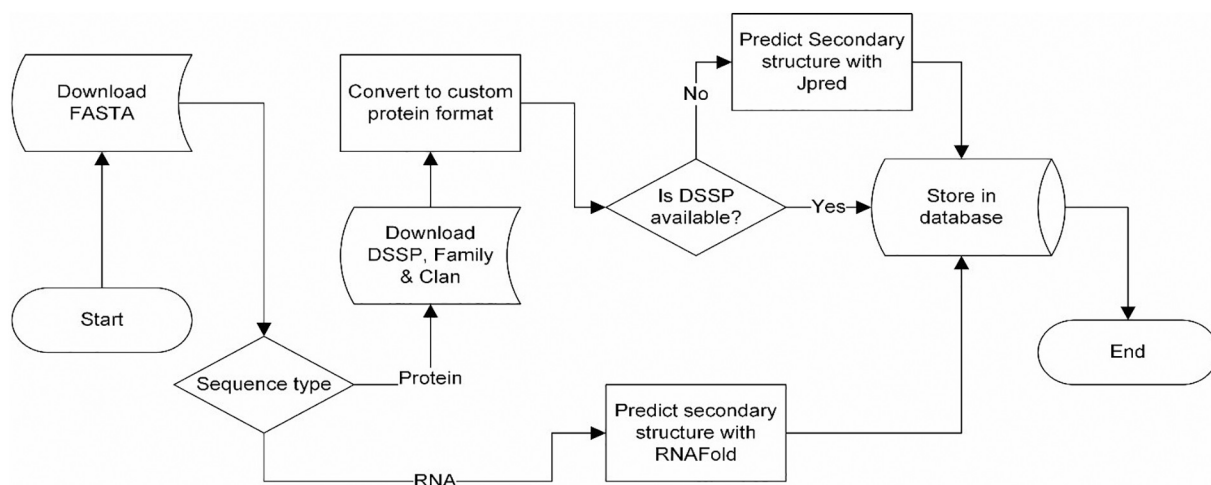 Start
Download
FASTA
Sequence type
Protein
Download
DSSP, Family
& Clan
Convert to custom
protein format
Is DSSP
available?
No
Predict Secondary
structure with
Jpred
Yes
RNA
Predict secondary
structure with
RNAFold
Store in
database
End